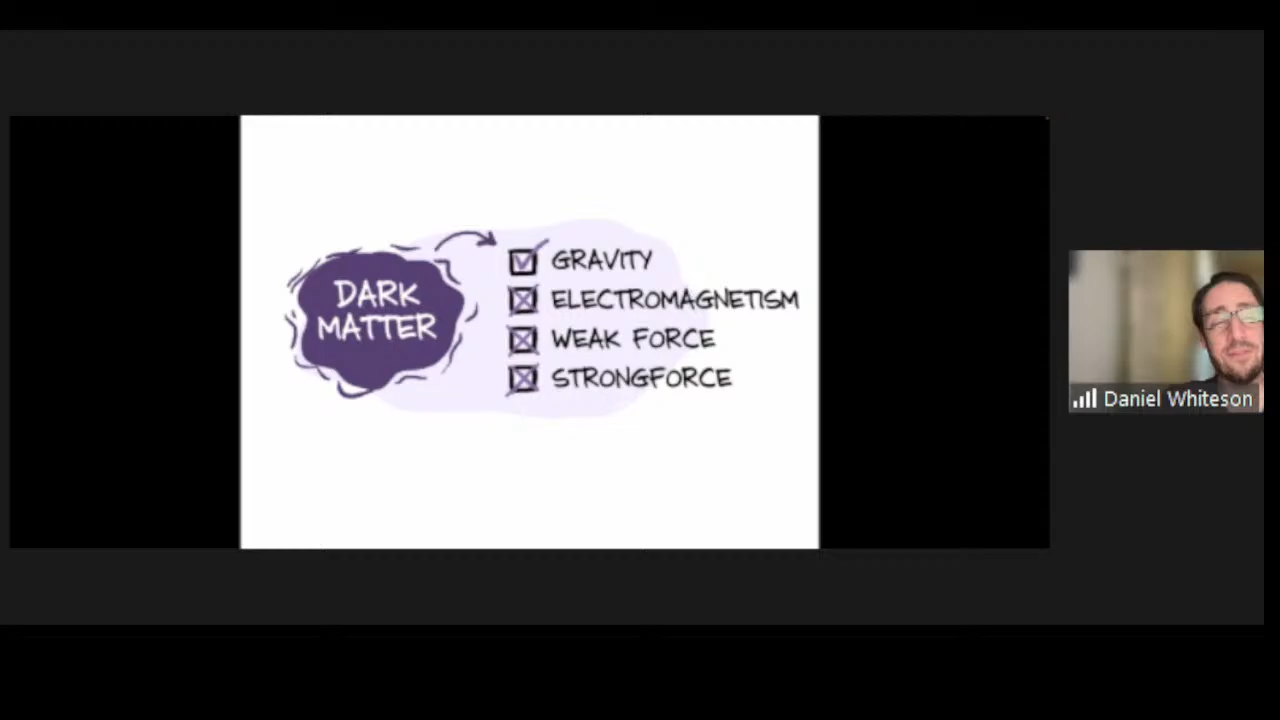 DARK
MATTER
GRAVITY
ELECTROMAGNETISM
WEAK FORCE
STRONGFORCE
Daniel Whiteson